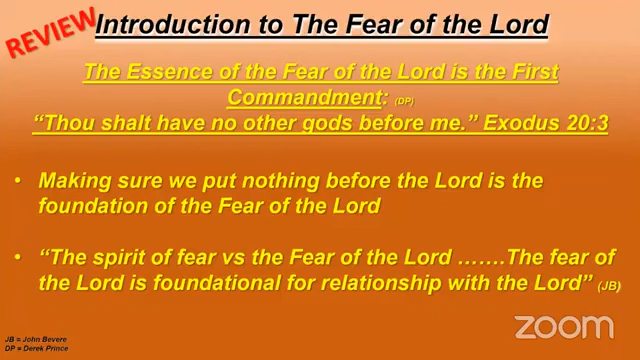 REVIEW
Introduction to The Fear of the Lord
The Essence of the Fear of the Lord is the First
Commandment: (DP)
“Thou shalt have no other gods before me.” Exodus 20:3
• Making sure we put nothing before the Lord is the
foundation of the Fear of the Lord
• “The spirit of fear vs the Fear of the Lord …….The fear of
the Lord is foundational for relationship with the Lord” (JB)
zoom
JB = John Bevere
DP = Derek Prince